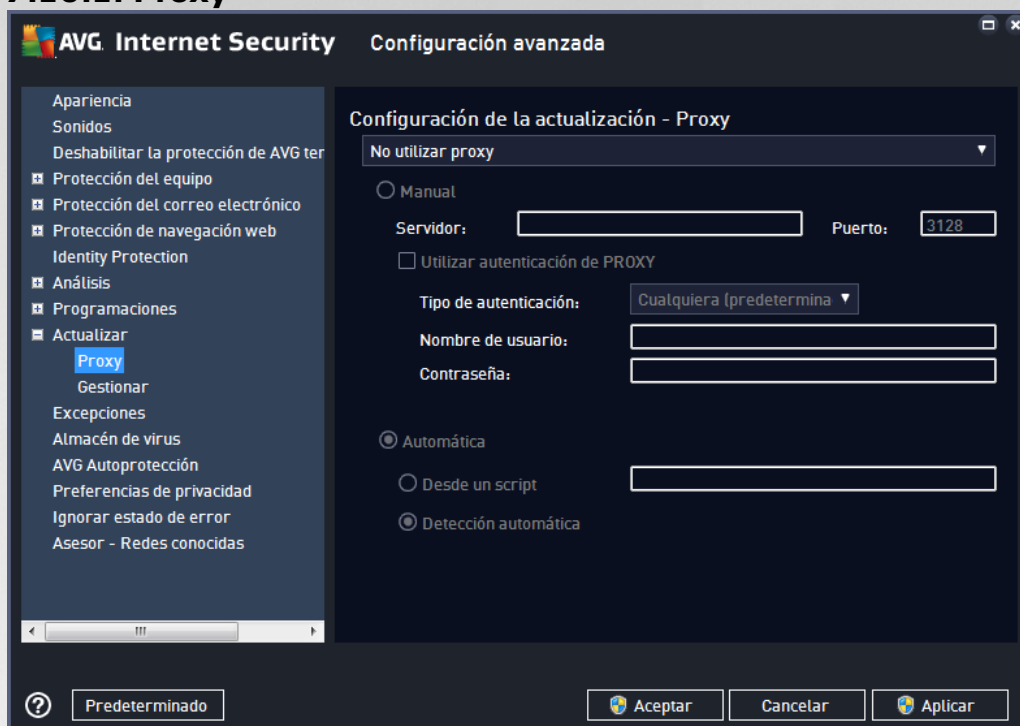 AVG. Internet Security
Configuración avanzada
Apariencia
Sonidos
Deshabilitar la protección de AVG ter
Protección del equipo
Protección del correo electrónico
Protección de navegación web
Identity Protection
Análisis
Programaciones
Actualizar
Proxy
Gestionar
Excepciones
Almacén de virus
AVG Autoprotección
Preferencias de privacidad
Ignorar estado de error
Asesor - Redes conocidas
Configuración de la actualización - Proxy
No utilizar proxy
Manual
Servidor: Puerto: 3128
Utilizar autenticación de PROXY
Tipo de autenticación: Cualquiera (predetermina
Nombre de usuario:
Contraseña:
Automática
Desde un script
Detección automática
Predeterminado
Aceptar
Cancelar
Aplicar